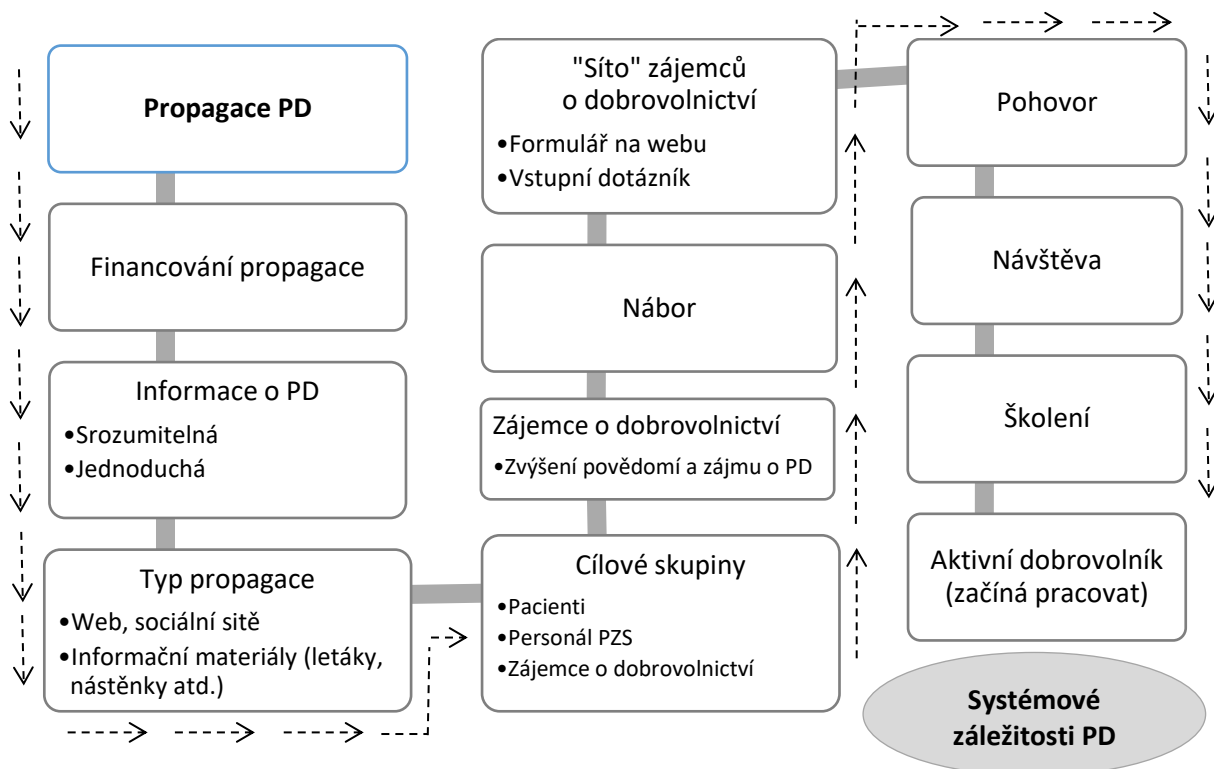 Propagace PD
Financování propagace
Informace o PD
•Srozumitelná
•Jednoduchá
Typ propagace
•Web, sociální sítě
•Informační materiály (letáky,
nástěnky atd.)
Cílové skupiny
•Pacienti
•Personál PZS
•Zájemce o dobrovolnictví
Zájemce o dobrovolnictví
•Zvýšení povědomí a zájmu o PD
Nábor
"Síto" zájemců
o dobrovolnictví
•Formulář na webu
•Vstupní dotázník
Pohovor
Návštěva
Školení
Aktivní dobrovolník
(začíná pracovat)
Systémové
záležitosti PD